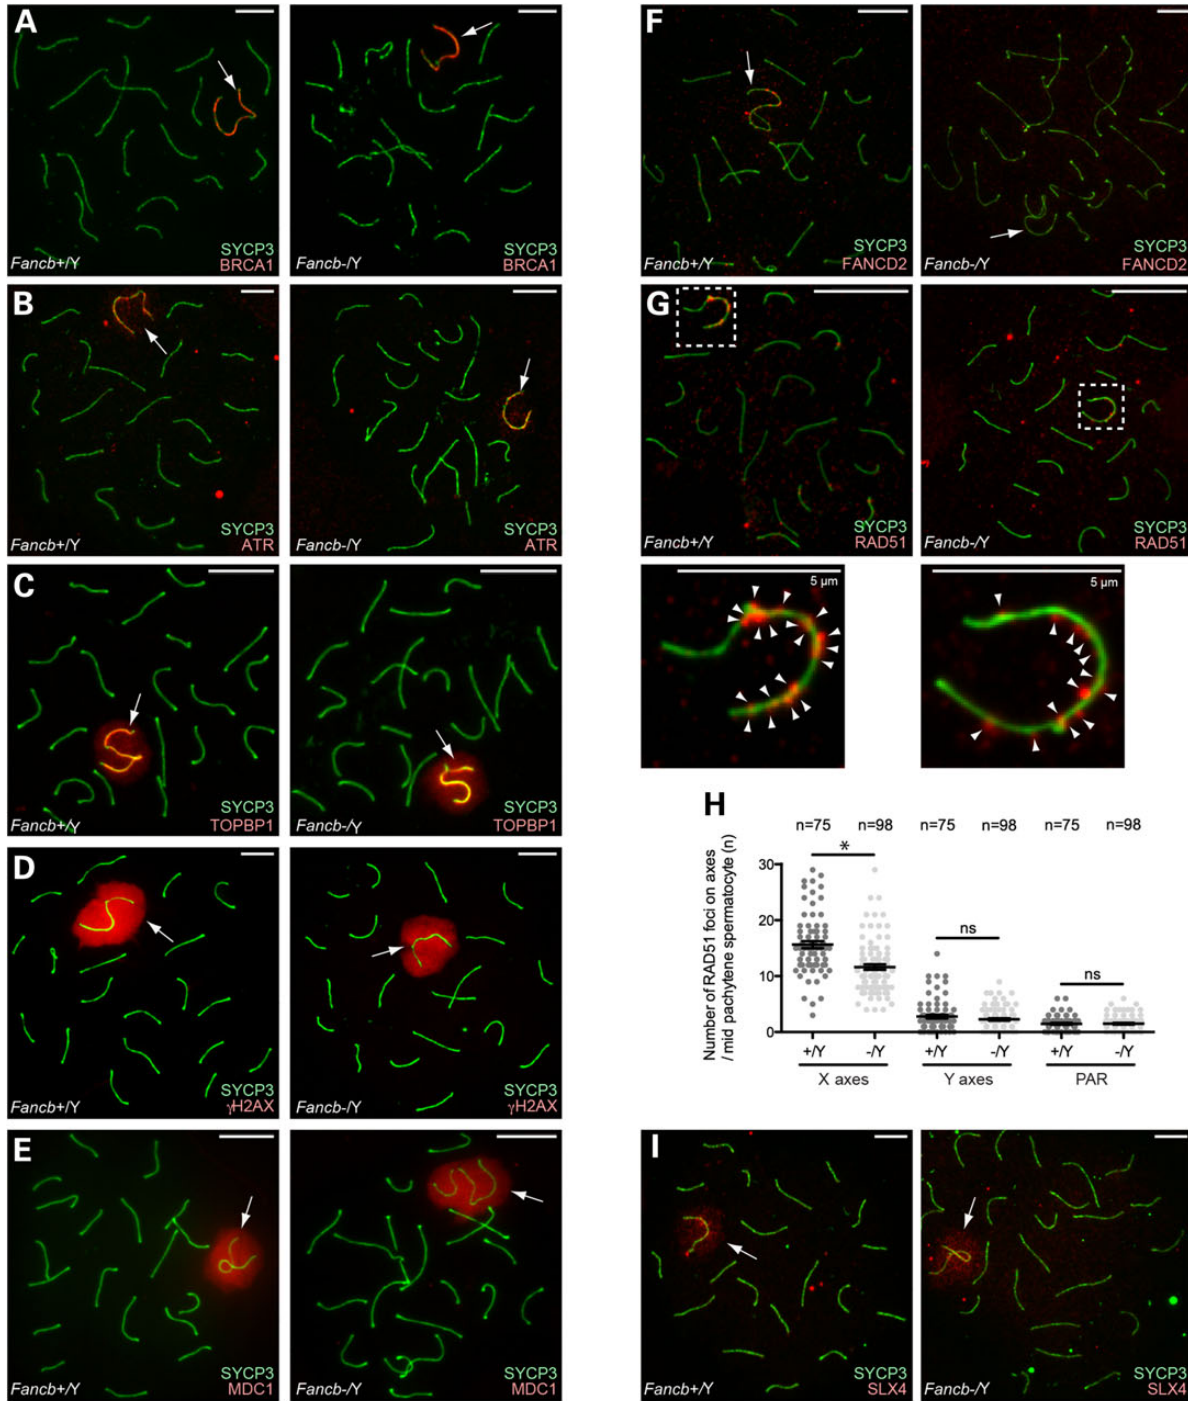 A
SYCP3
Fancb+/Y BRCA1
SYCP3
Fancb-/Y BRCA1
B
SYCP3
Fancb+/Y ATR
SYCP3
Fancb-/Y ATR
C
SYCP3
Fancb+/Y TOPBP1
SYCP3
Fancb-/Y TOPBP1
D
SYCP3
Fancb+/Y γH2AX
SYCP3
Fancb-/Y γH2AX
E
SYCP3
Fancb+/Y MDC1
SYCP3
Fancb-/Y MDC1
F
SYCP3
Fancb+/Y FANCD2
SYCP3
Fancb-/Y FANCD2
G
SYCP3
Fancb+/Y RAD51
SYCP3
Fancb-/Y RAD51
5 µm
5 µm
H
n=75 n=98 n=75 n=98 n=75 n=98
Number of RAD51 foci on axes
/ mid pachytene spermatocyte (n)
30
20
10
0
*
ns
ns
+/Y -/Y +/Y -/Y +/Y -/Y
X axes Y axes PAR
I
SYCP3
Fancb+/Y SLX4
SYCP3
Fancb-/Y SLX4